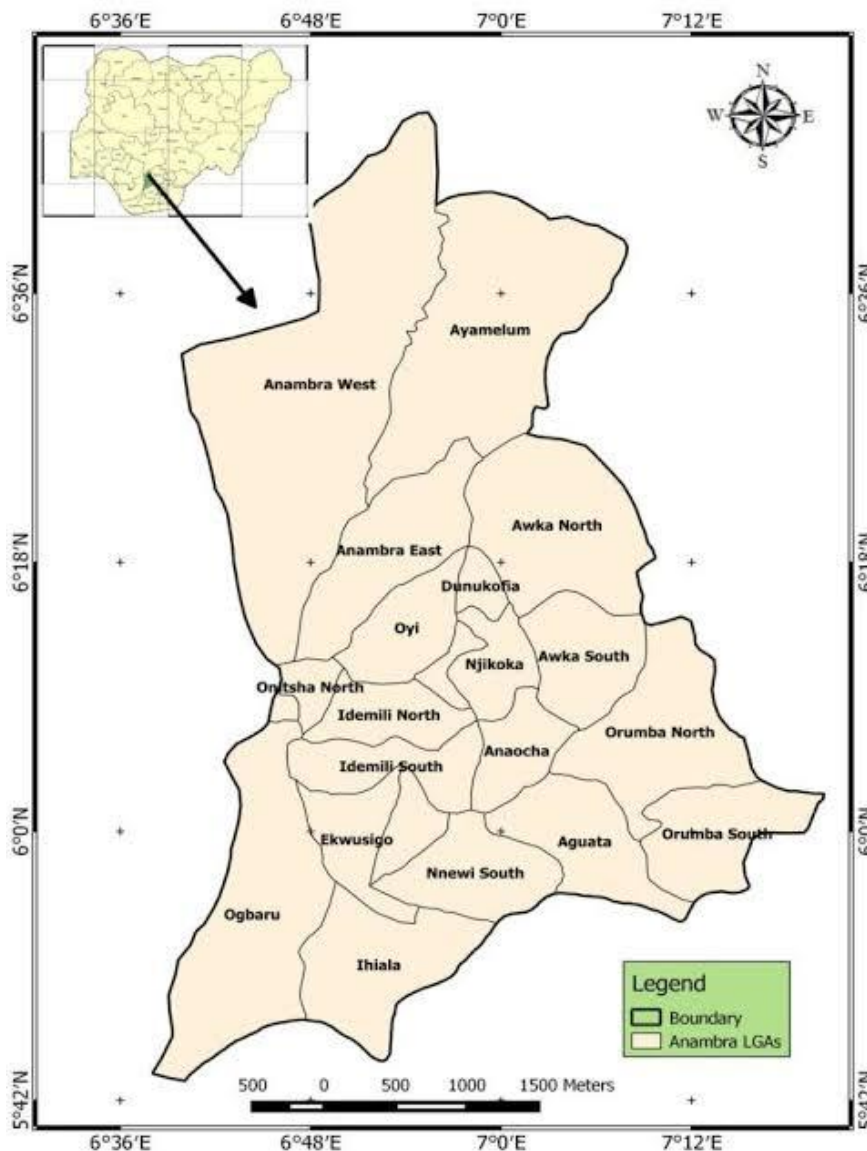 6°36'E 6°48'E 7°0'E 7°12'E
N
W E
S
6°36'N 6°36'N
Ayamelum
Anambra West
Awka North
Anambra East
6°18'N 6°18'N
Dunukofia
Oyi
Awka South
Njikoka
Onitsha North
Idemili North
Orumba North
Anaocha
Idemili South
6°0'N 6°0'N
Ekwusigo
Aguata
Orumba South
Nnewi South
Ogbaru
Ihiala
Legend
Boundary
Anambra LGAs
500 0 500 1000 1500 Meters
5°42'N 5°42'N
6°36'E 6°48'E 7°0'E 7°12'E